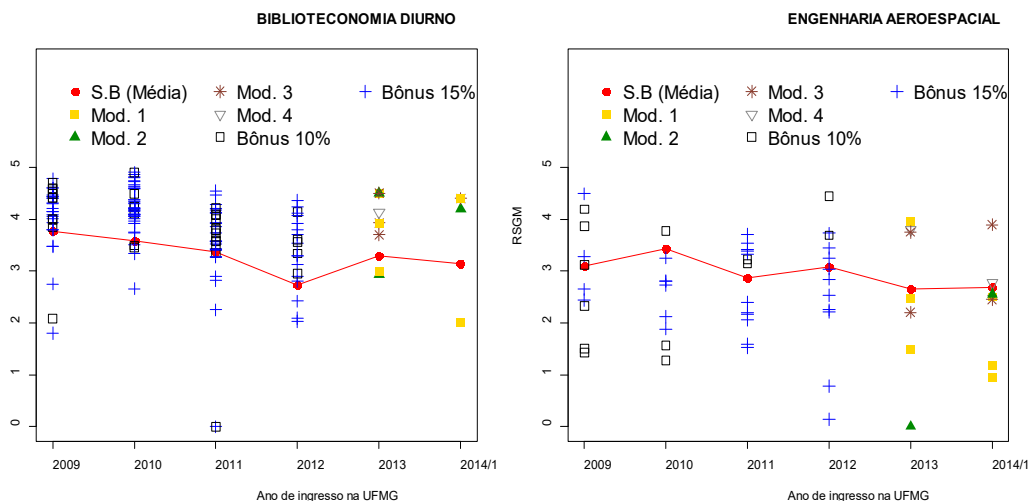 BIBLIOTECONOMIA DIURNO
S.B (Média) Mod. 3 Bônus 15%
Mod. 1 Mod. 4
Mod. 2 Bônus 10%
5
4
3
2
1
0
2009 2010 2011 2012 2013 2014/1
Ano de ingresso na UFMG
ENGENHARIA AEROESPACIAL
S.B (Média) Mod. 3 Bônus 15%
Mod. 1 Mod. 4
Mod. 2 Bônus 10%
RSGM
5
4
3
2
1
0
2009 2010 2011 2012 2013 2014/1
Ano de ingresso na UFMG